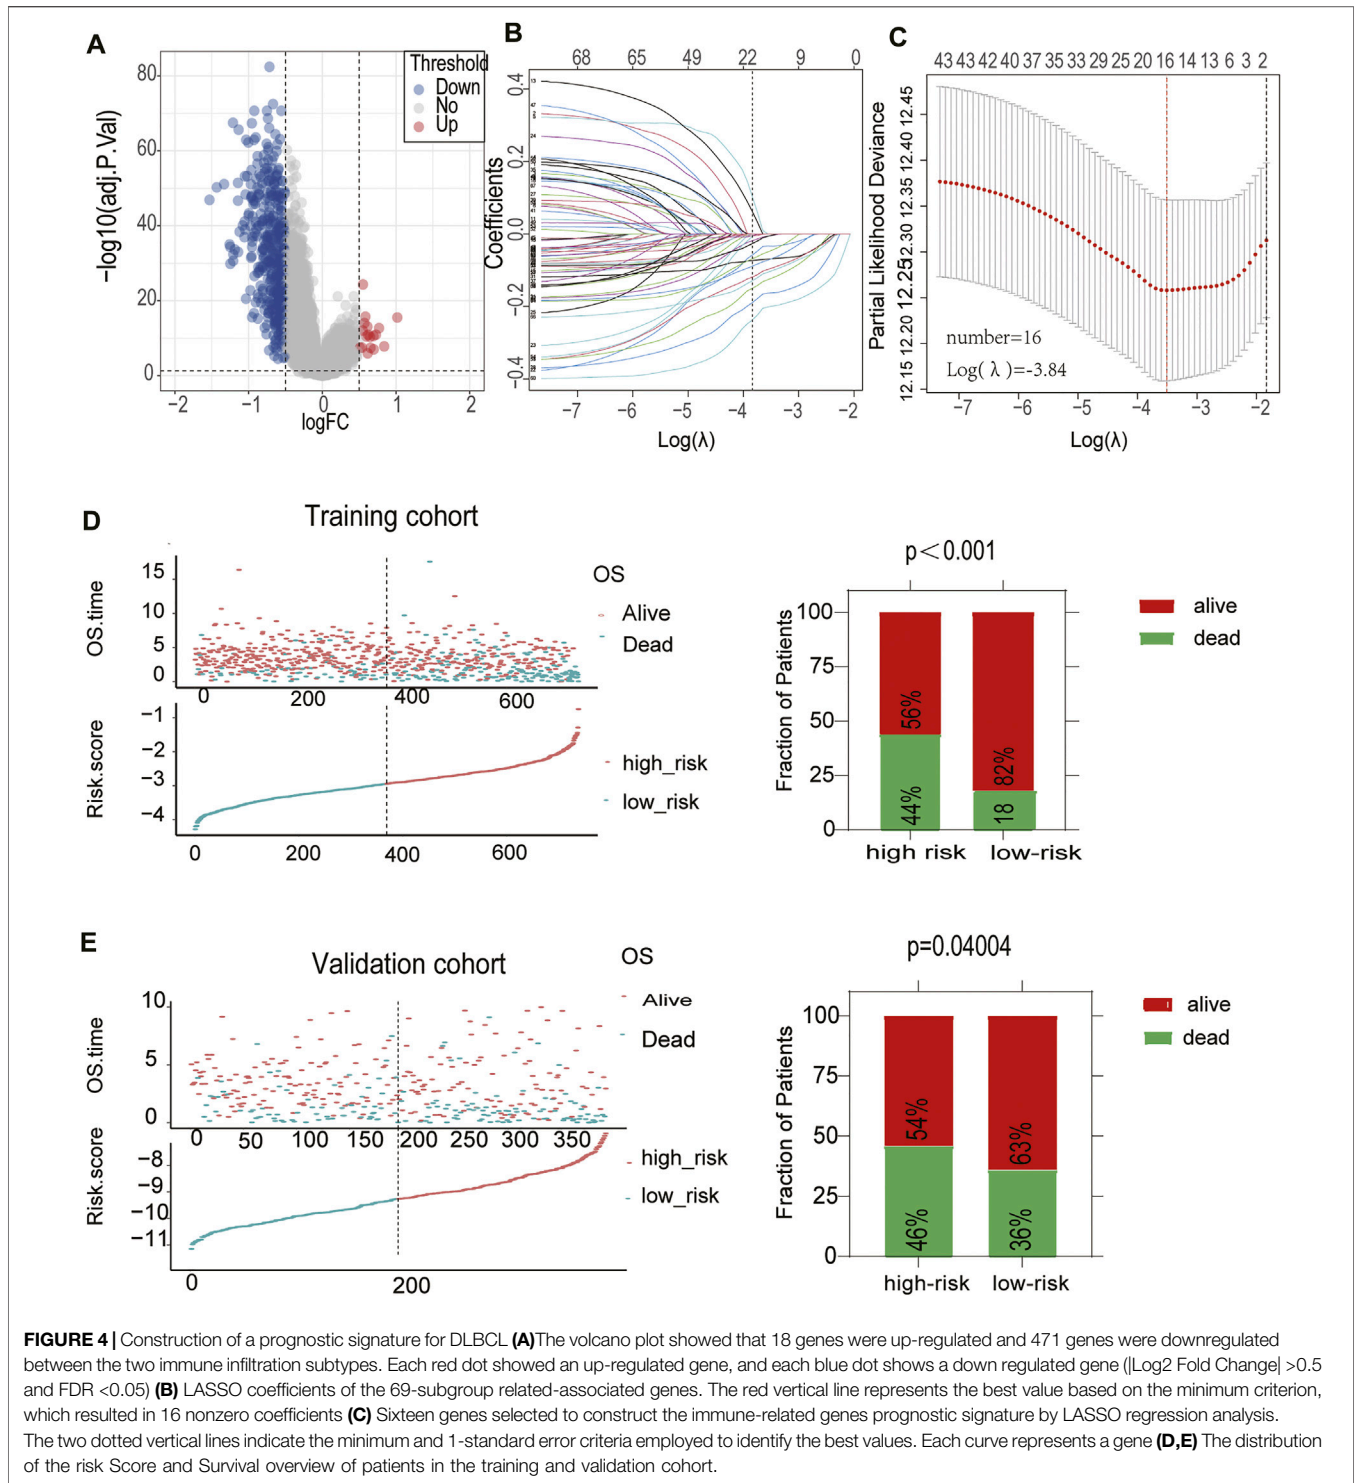 A
−log10(adj.P.Val)
80
60
40
20
0
−2 −1 0 1 2
logFC
Threshold
Down
No
Up
B
68 65 49 22 9 0
Coefficients
0.4
0.2
0.0
−0.2
−0.4
−7 −6 −5 −4 −3 −2
Log(λ)
C
43 43 42 40 37 35 33 29 25 20 16 14 13 6 3 2
Partial Likelihood Deviance
12.45
12.40
12.35
12.30
12.25
12.20
12.15
number=16
Log( λ )=-3.84
−7 −6 −5 −4 −3 −2
Log(λ)
D
Training cohort
OS.time
15
10
5
0
0 200 400 600
OS
Alive
Dead
Risk.score
−1
−2
−3
−4
0 200 400 600
high_risk
low_risk
p<0.001
Fraction of Patients
100
75
50
25
0
56%
44%
82%
18
high risk low-risk
alive
dead
E
Validation cohort
OS.time
10
5
0
0 50 100 150 200 250 300 350
OS
Alive
Dead
Risk.score
−8
−9
−10
−11
0 200
high_risk
low_risk
p=0.04004
Fraction of Patients
100
75
50
25
0
54%
46%
63%
36%
high-risk low-risk
alive
dead
FIGURE 4 | Construction of a prognostic signature for DLBCL (A)The volcano plot showed that 18 genes were up-regulated and 471 genes were downregulated
between the two immune infiltration subtypes. Each red dot showed an up-regulated gene, and each blue dot shows a down regulated gene (|Log2 Fold Change| >0.5
and FDR <0.05) (B) LASSO coefficients of the 69-subgroup related-associated genes. The red vertical line represents the best value based on the minimum criterion,
which resulted in 16 nonzero coefficients (C) Sixteen genes selected to construct the immune-related genes prognostic signature by LASSO regression analysis.
The two dotted vertical lines indicate the minimum and 1-standard error criteria employed to identify the best values. Each curve represents a gene (D,E) The distribution
of the risk Score and Survival overview of patients in the training and validation cohort.